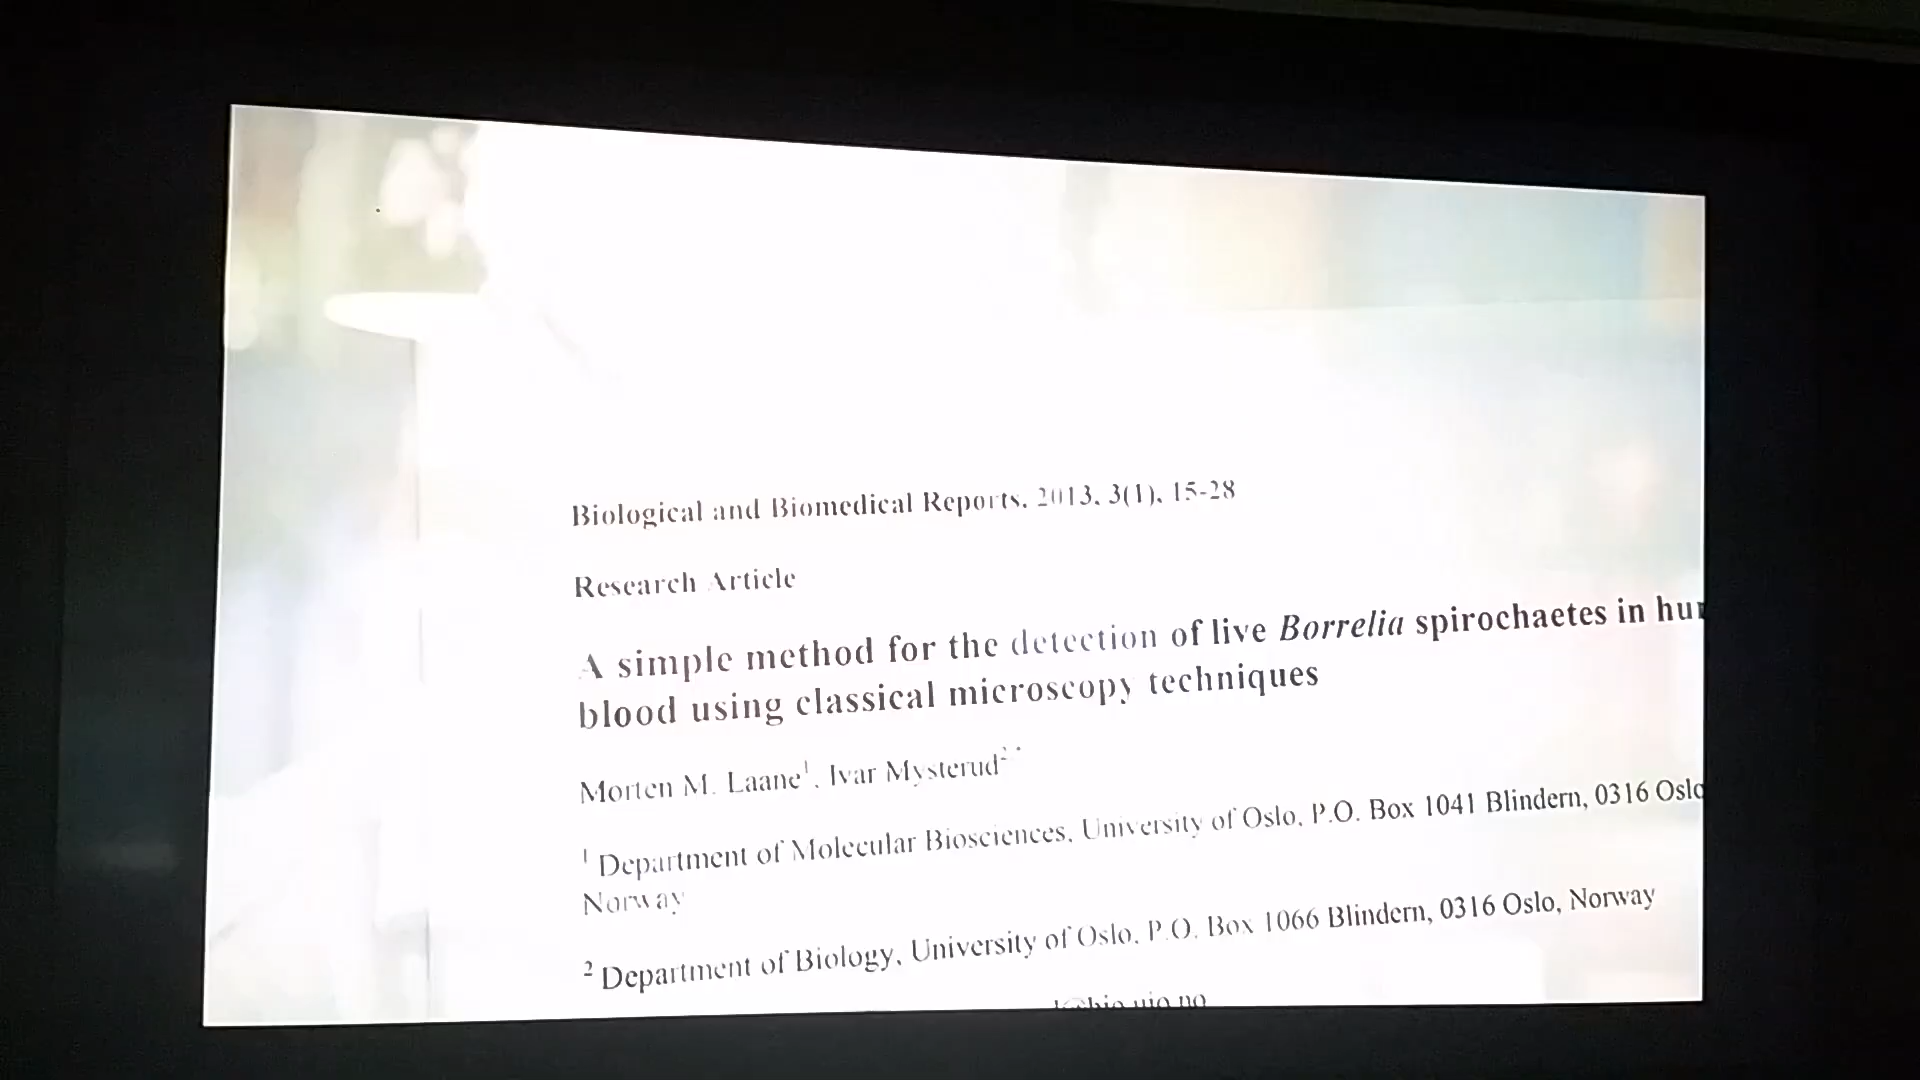 Biological and Biomedical Reports, 2013, 3(1), 15-28
Research Article
A simple method for the detection of live Borrelia spirochaetes in
blood using classical microscopy techniques
Morten M. Laane¹, Ivar Mysterud²,*
¹ Department of Molecular Biosciences, University of Oslo, P.O. Box 1041 Blindern, 0316 Oslo
Norway
² Department of Biology, University of Oslo, P.O. Box 1066 Blindern, 0316 Oslo, Norway